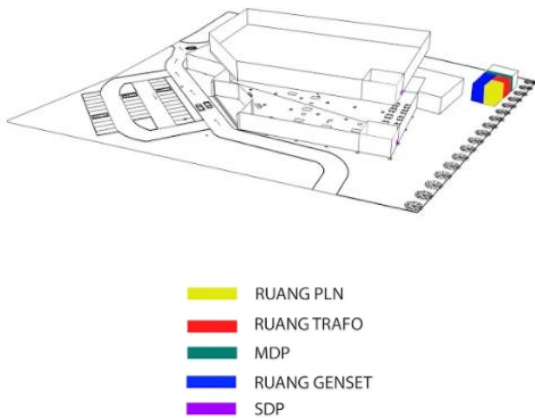 RUANG PLN
RUANG TRAFO
MDP
RUANG GENSET
SDP